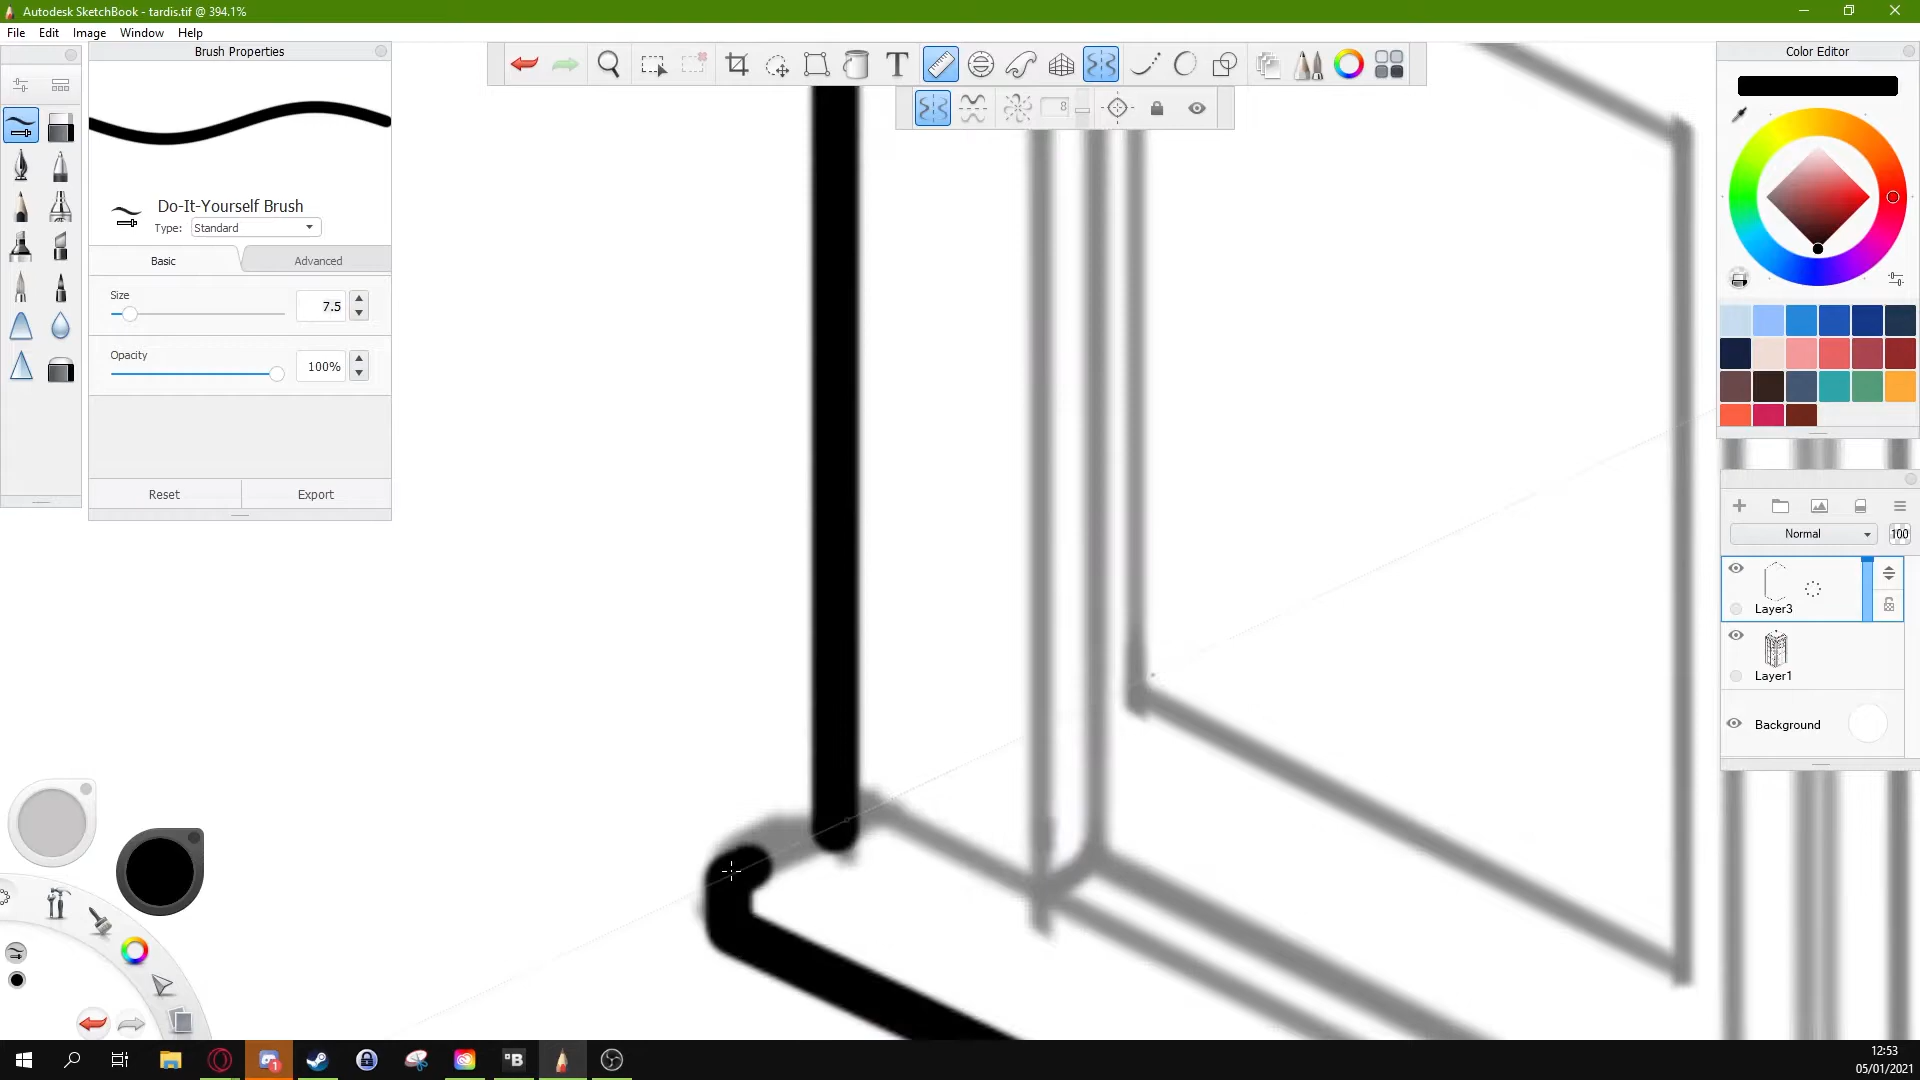 Autodesk SketchBook - tardis.tif @ 394.1%
File Edit Image Window Help
Brush Properties
Do-It-Yourself Brush
Type: Standard
Basic Advanced
Size
7.5
Opacity
100%
Reset Export
T
8
Color Editor
Normal 100
Layer3
Layer1
Background
1
B
12:53
05/01/2021